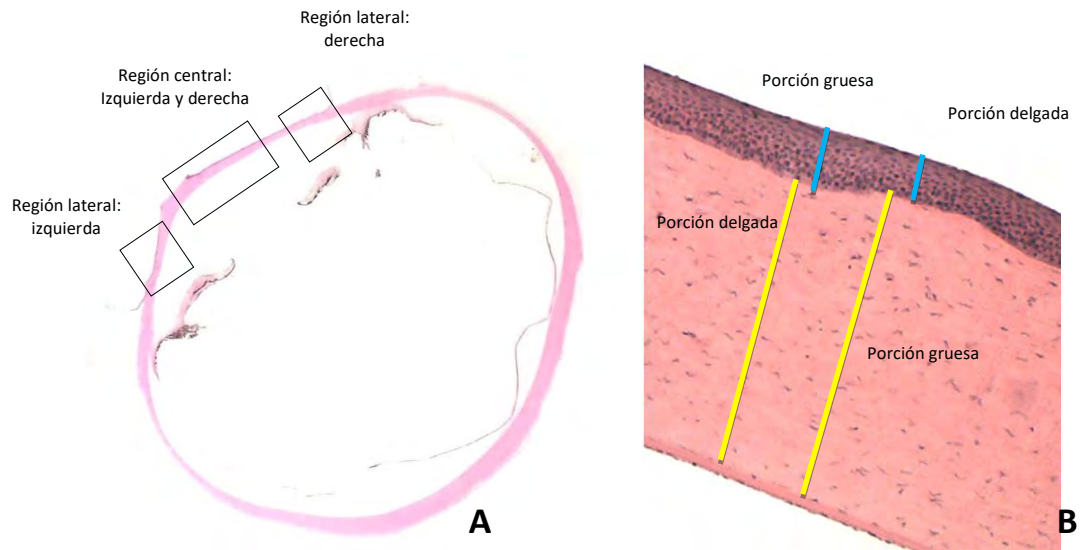 Región lateral:
derecha
Región central:
Izquierda y derecha
Región lateral:
izquierda
A
Porción gruesa
Porción delgada
Porción delgada
Porción gruesa
B